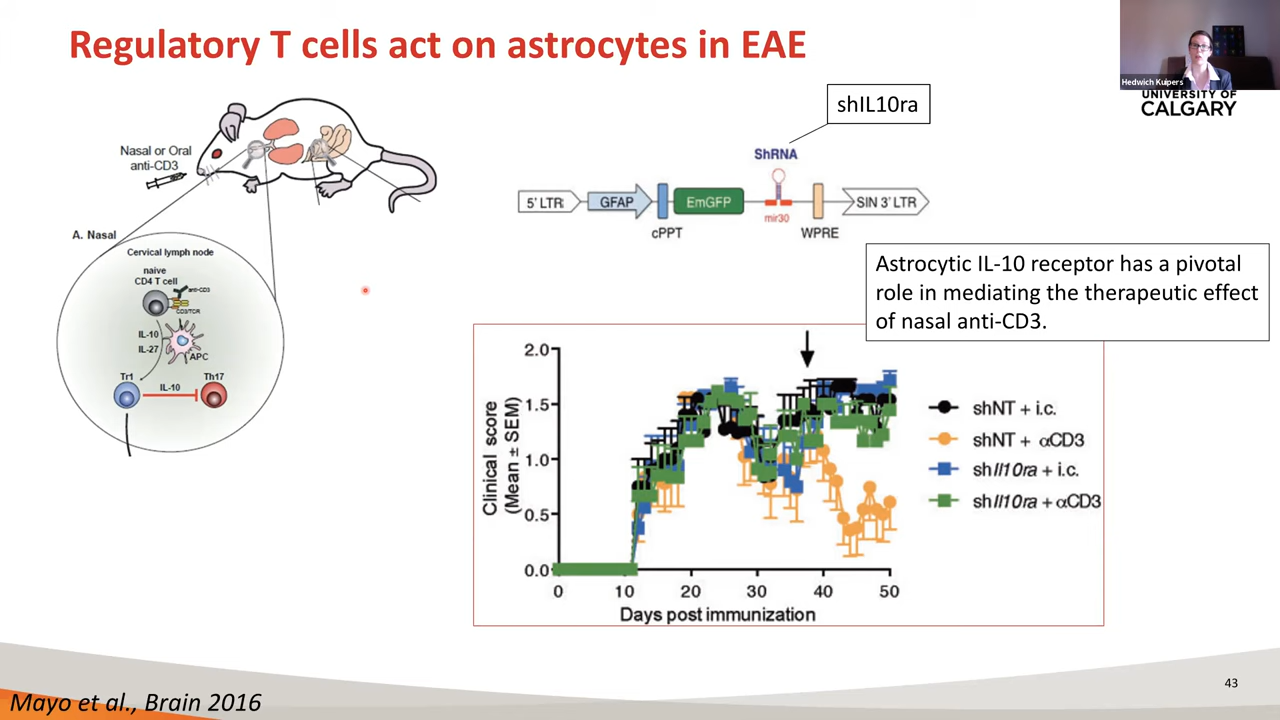 Regulatory T cells act on astrocytes in EAE
Hedwich Kuipers
UNIVERSITY OF
CALGARY
shIL10ra
Nasal or Oral
anti-CD3
ShRNA
5' LTR
GFAP
EmGFP
SIN 3' LTR
cPPT
mir30
WPRE
A. Nasal
Cervical lymph node
naive
CD4 T cell
anti-CD3
CD3/TCR
IL-10
IL-27
APC
Tr1
IL-10
Th17
Astrocytic IL-10 receptor has a pivotal
role in mediating the therapeutic effect
of nasal anti-CD3.
Clinical score
(Mean ± SEM)
2.0
1.5
1.0
0.5
0.0
0 10 20 30 40 50
Days post immunization
shNT + i.c.
shNT + αCD3
shIl10ra + i.c.
shIl10ra + αCD3
43
Mayo et al., Brain 2016